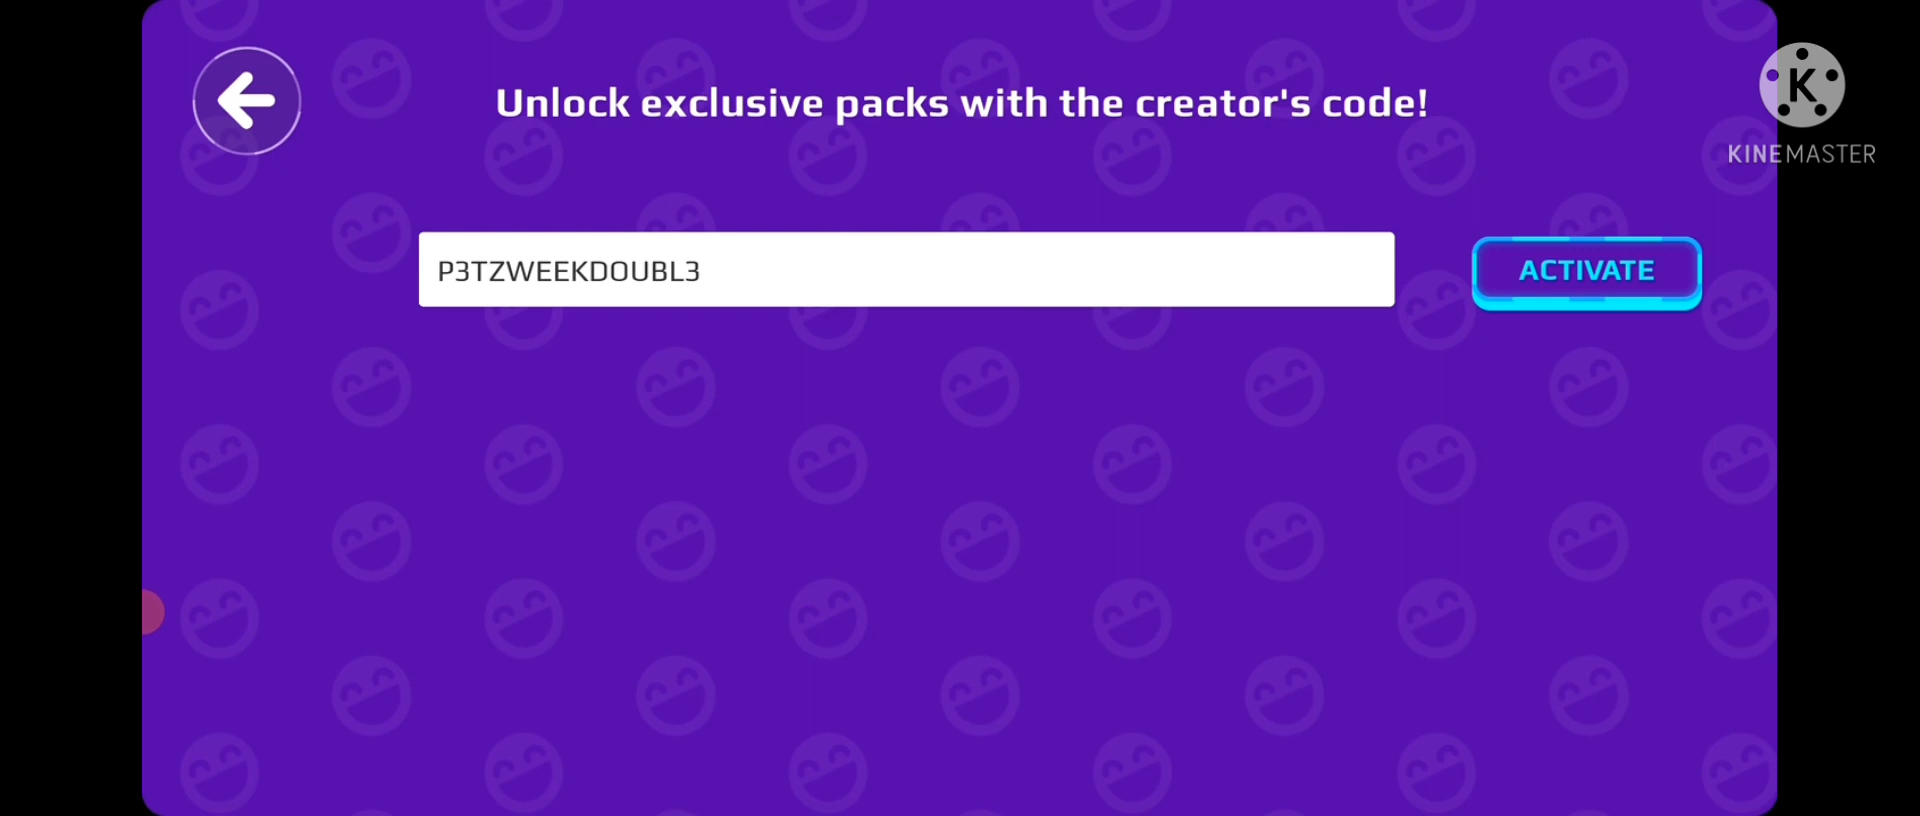 Unlock exclusive packs with the creator's code!
K
KINEMASTER
P3TZWEEKDOUBL3
ACTIVATE